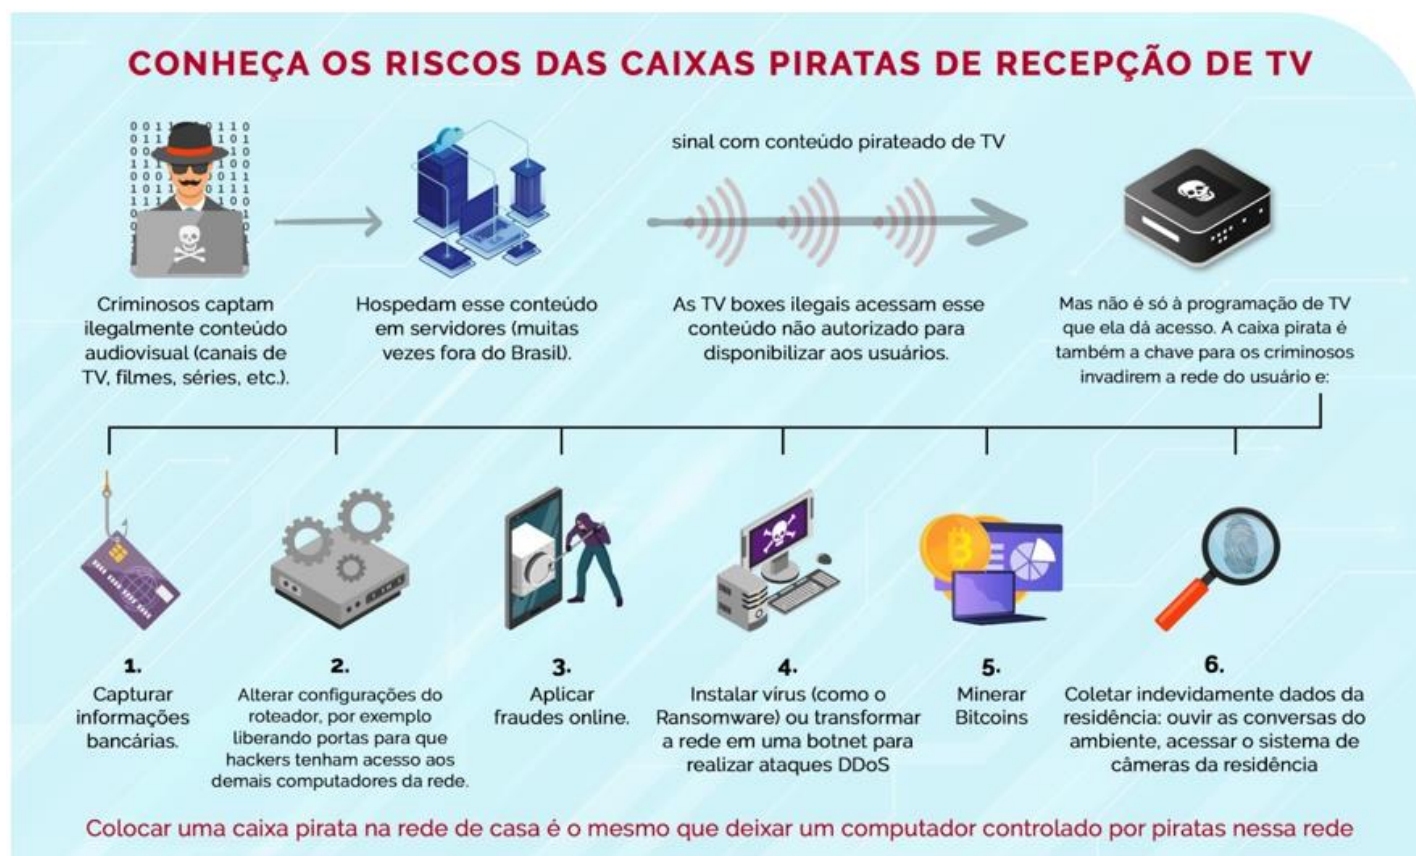 CONHEÇA OS RISCOS DAS CAIXAS PIRATAS DE RECEPÇÃO DE TV
sinal com conteúdo pirateado de TV
Criminosos captam
ilegalmente conteúdo
audiovisual (canais de
TV, filmes, séries, etc.).
Hospedam esse conteúdo
em servidores (muitas
vezes fora do Brasil).
As TV boxes ilegais acessam esse
conteúdo não autorizado para
disponibilizar aos usuários.
Mas não é só à programação de TV
que ela dá acesso. A caixa pirata é
também a chave para os criminosos
invadirem a rede do usuário e:
1.
Capturar
informações
bancárias.
2.
Alterar configurações do
roteador, por exemplo
liberando portas para que
hackers tenham acesso aos
demais computadores da rede.
3.
Aplicar
fraudes online.
4.
Instalar vírus (como o
Ransomware) ou transformar
a rede em uma botnet para
realizar ataques DDoS
5.
Minerar
Bitcoins
6.
Coletar indevidamente dados da
residência: ouvir as conversas do
ambiente, acessar o sistema de
câmeras da residência
Colocar uma caixa pirata na rede de casa é o mesmo que deixar um computador controlado por piratas nessa rede